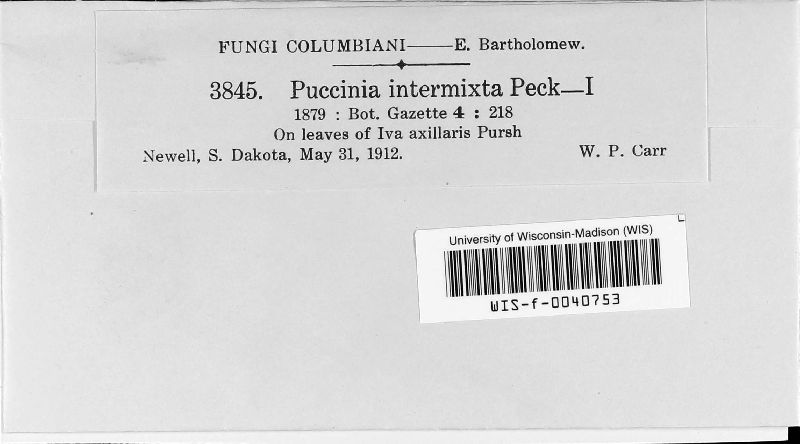 FUNGI COLUMBIANI——E. Bartholomew.
3845. Puccinia intermixta Peck—I
1879 : Bot. Gazette 4 : 218
On leaves of Iva axillaris Pursh
Newell, S. Dakota, May 31, 1912. W. P. Carr
University of Wisconsin-Madison (WIS)
WIS-f-0040753